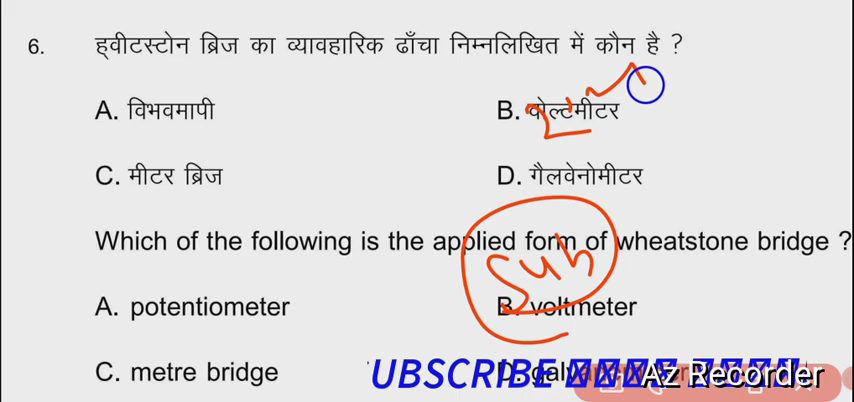 6. ह्वीटस्टोन ब्रिज का व्यावहारिक ढाँचा निम्नलिखित में कौन है ?
A. विभवमापी B. वोल्टमीटर
C. मीटर ब्रिज D. गैलवेनोमीटर
Which of the following is the applied form of wheatstone bridge ?
Sub
A. potentiometer B. voltmeter
C. metre bridge D.
UBSCRIBE
Az Recorder